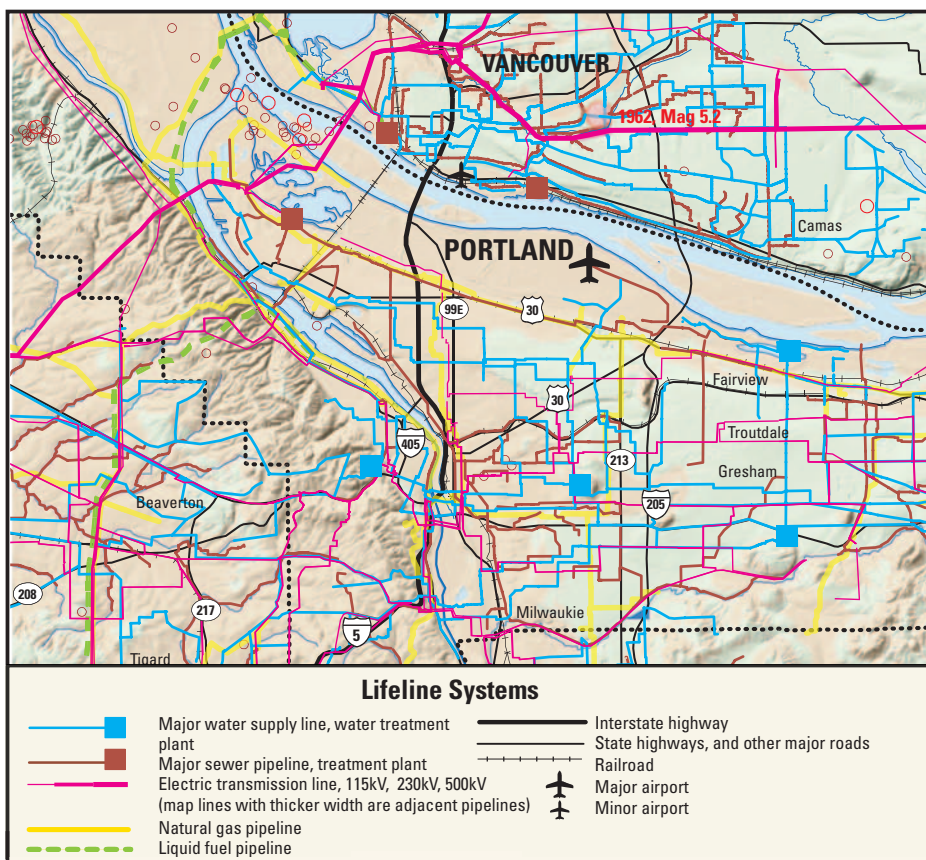 VANCOUVER
1962, Mag 5.2
Camas
PORTLAND
99E
30
Fairview
30
Troutdale
405
213
Gresham
205
Beaverton
208
217
Milwaukie
5
Tigard
Lifeline Systems
Major water supply line, water treatment
plant
Major sewer pipeline, treatment plant
Electric transmission line, 115kV, 230kV, 500kV
(map lines with thicker width are adjacent pipelines)
Natural gas pipeline
Liquid fuel pipeline
Interstate highway
State highways, and other major roads
Railroad
Major airport
Minor airport